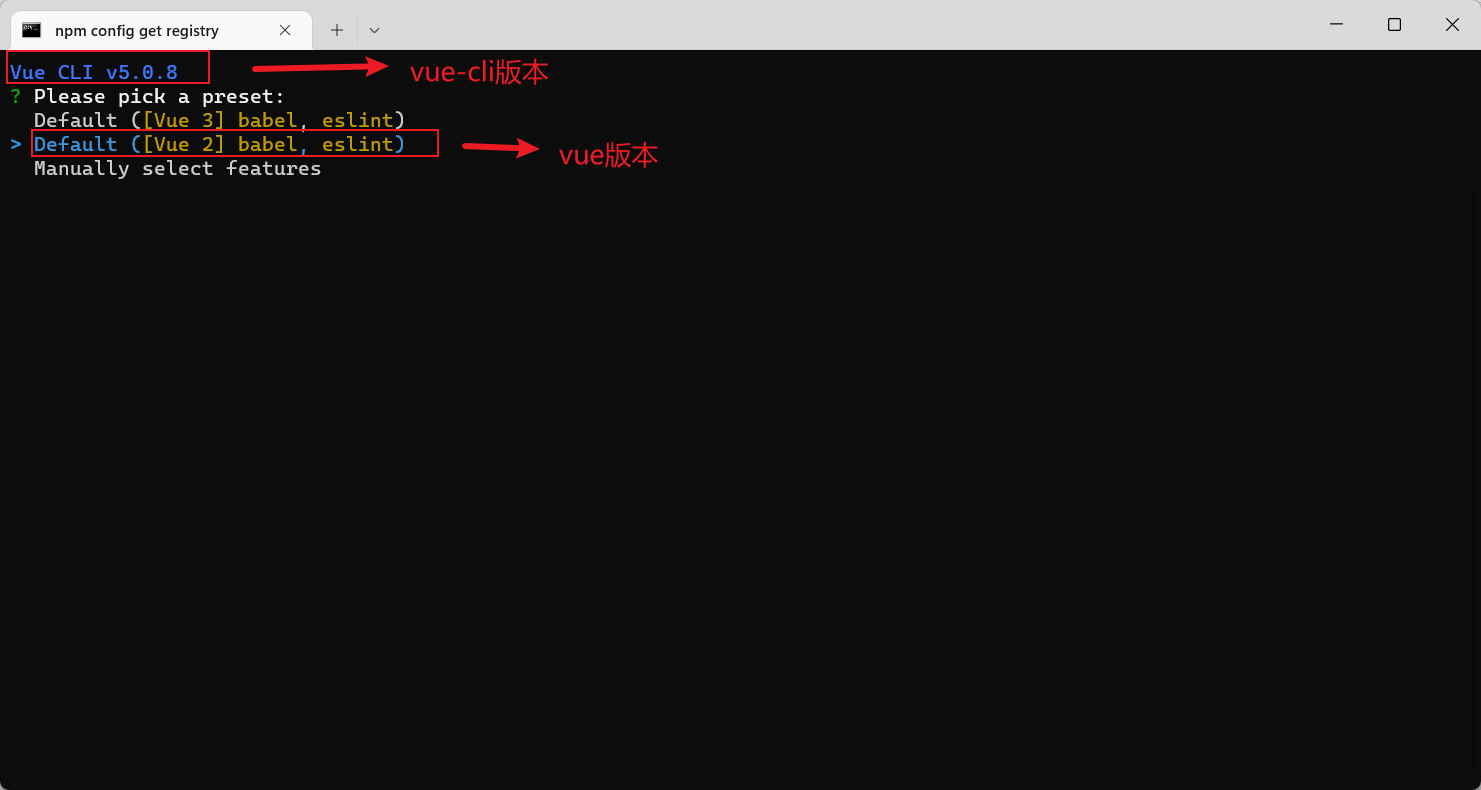 npm config get registry
Vue CLI v5.0.8
vue-cli版本
? Please pick a preset:
Default ([Vue 3] babel, eslint)
> Default ([Vue 2] babel, eslint)
vue版本
Manually select features